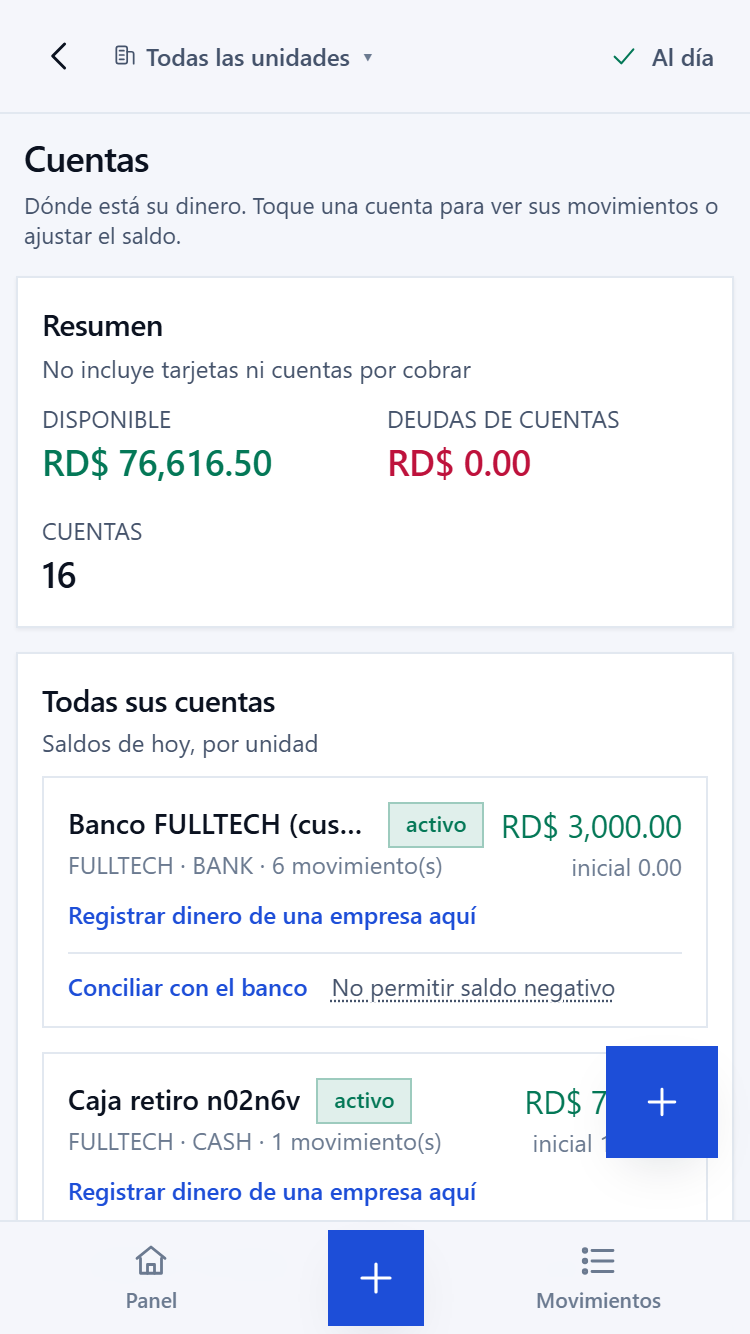 Todas las unidades ▾
Al día
Cuentas
Dónde está su dinero. Toque una cuenta para ver sus movimientos o
ajustar el saldo.
Resumen
No incluye tarjetas ni cuentas por cobrar
DISPONIBLE
RD$ 76,616.50
DEUDAS DE CUENTAS
RD$ 0.00
CUENTAS
16
Todas sus cuentas
Saldos de hoy, por unidad
Banco FULLTECH (cus...
activo
RD$ 3,000.00
FULLTECH · BANK · 6 movimiento(s)
inicial 0.00
Registrar dinero de una empresa aquí
Conciliar con el banco
No permitir saldo negativo
Caja retiro n02n6v
activo
RD$ 7
FULLTECH · CASH · 1 movimiento(s)
inicial
Registrar dinero de una empresa aquí
Panel
Movimientos